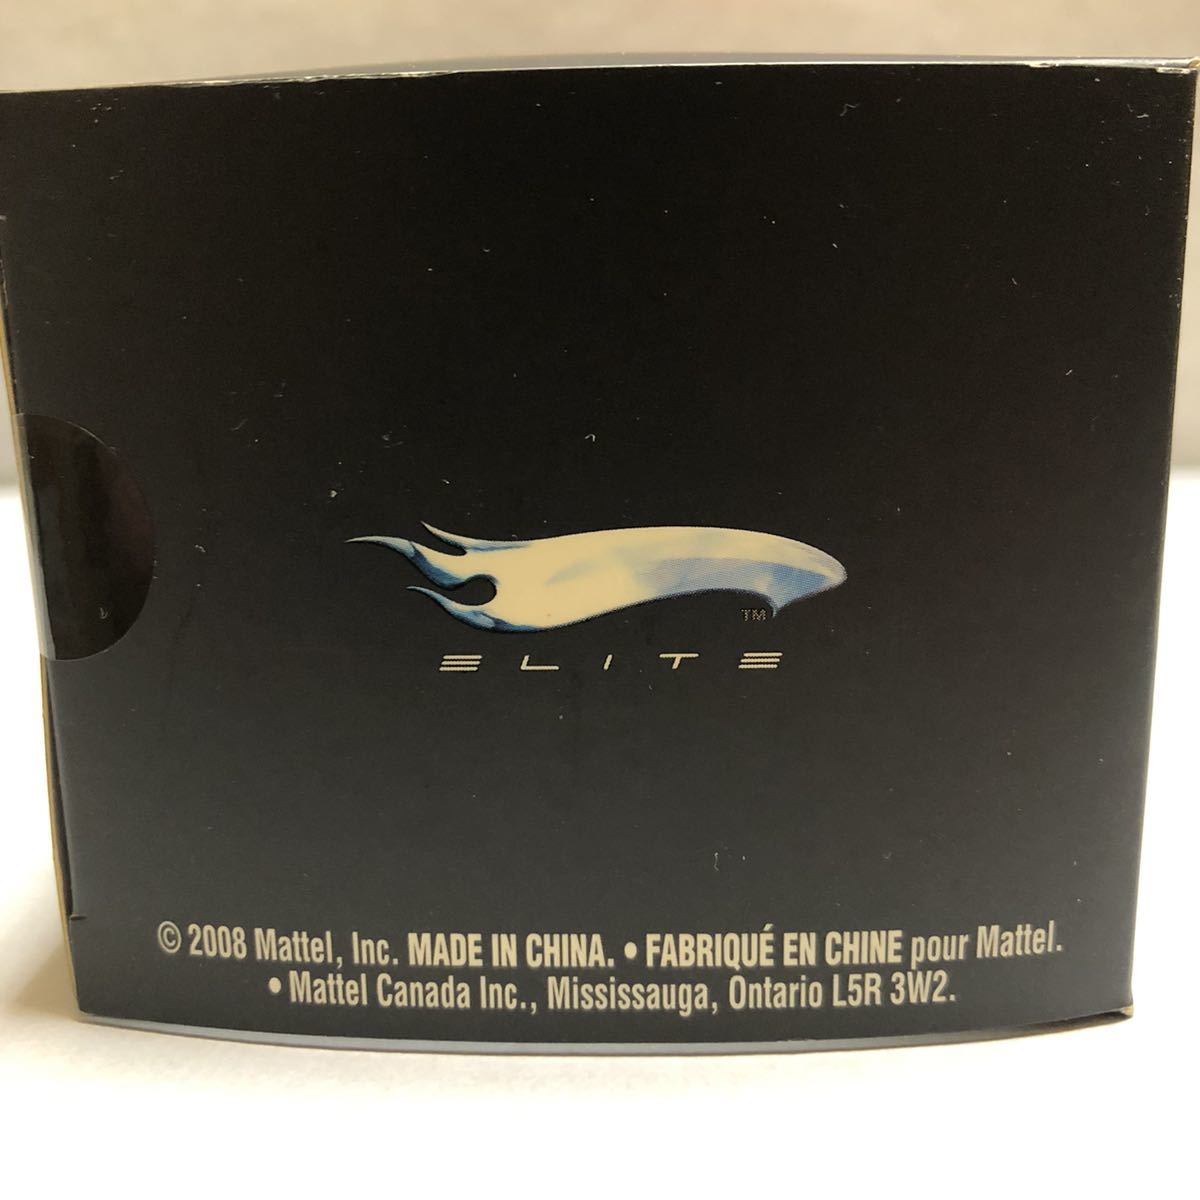 TM
ELITE
© 2008 Mattel, Inc. MADE IN CHINA. • FABRIQUÉ EN CHINE pour Mattel.
• Mattel Canada Inc., Mississauga, Ontario L5R 3W2.